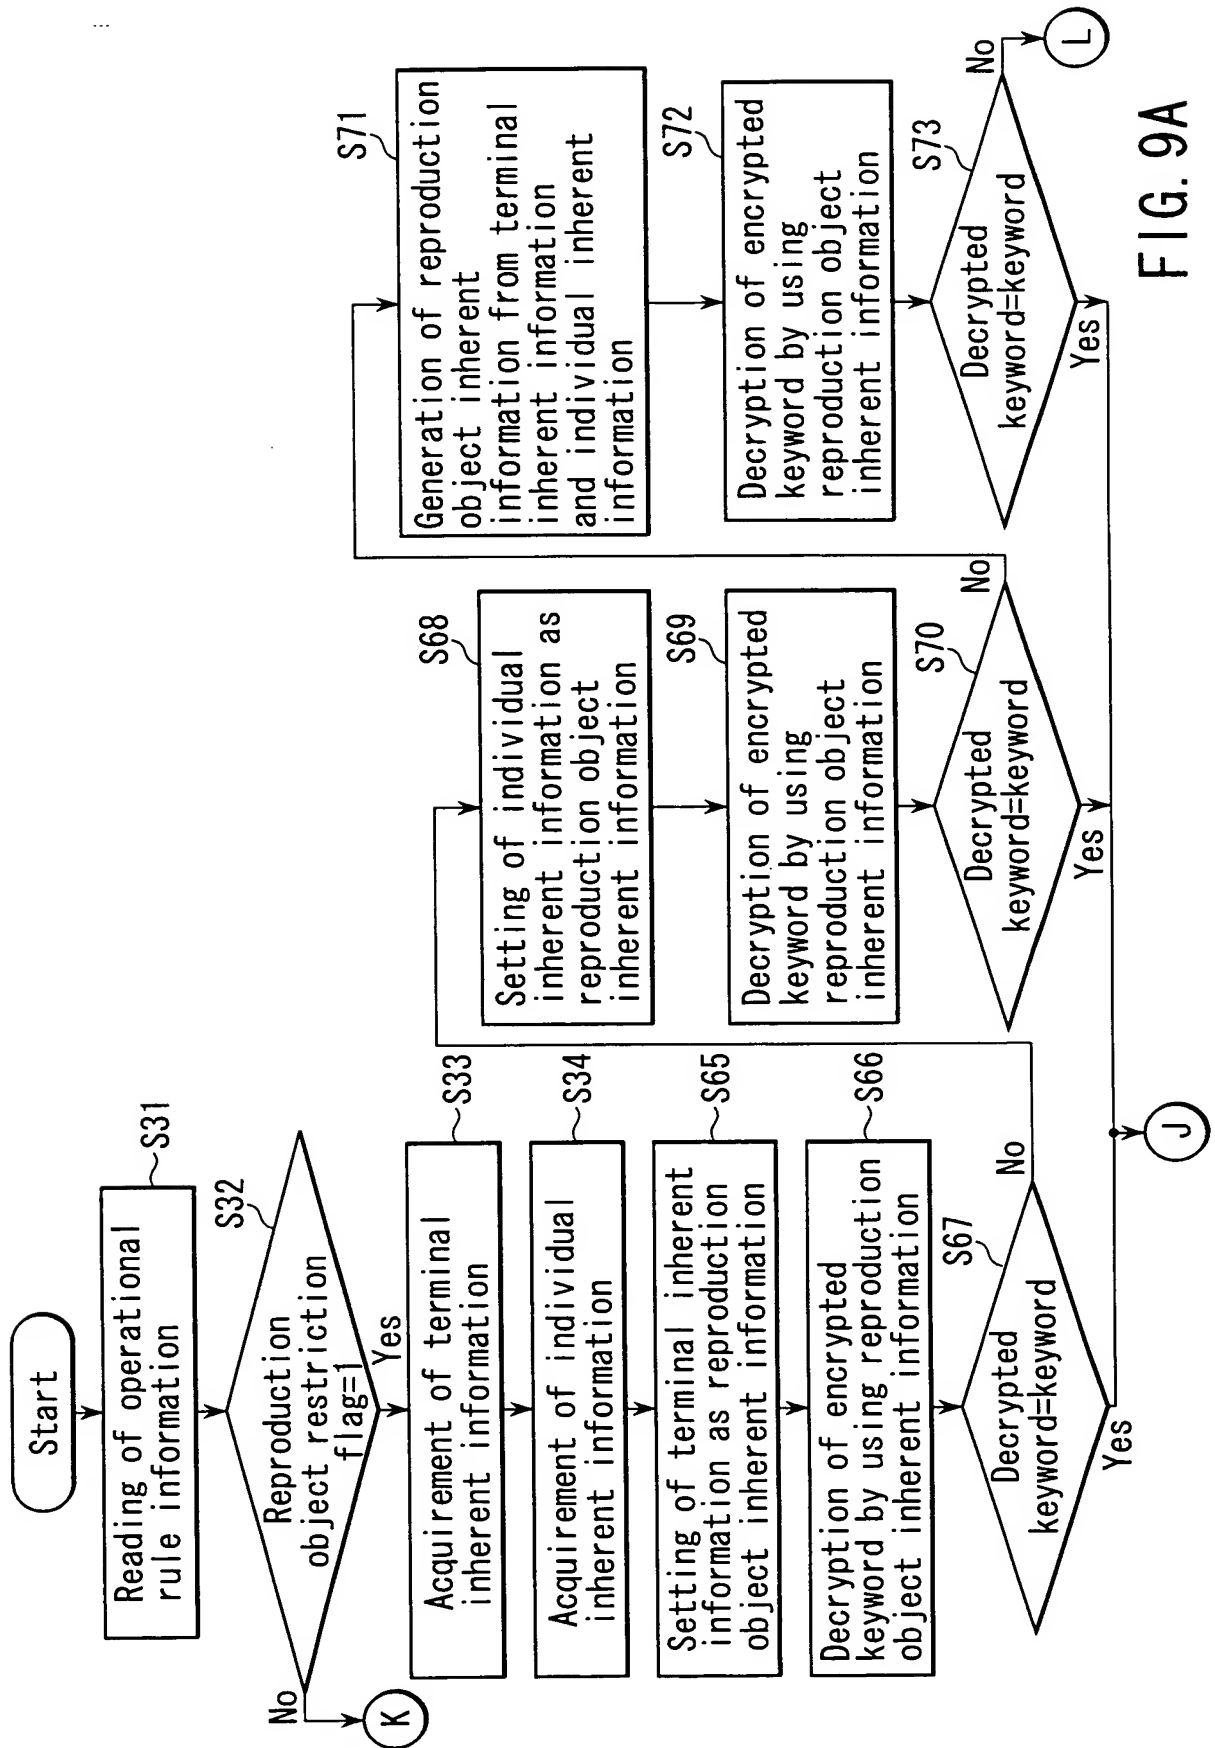 Start
Reading of operational
rule information
S31
Reproduction
object restriction
flag=1
S32
No
K
Yes
Acquirement of terminal
inherent information
S33
Acquirement of individual
inherent information
S34
Setting of terminal inherent
information as reproduction
object inherent information
S65
Decryption of encrypted
keyword by using reproduction
object inherent information
S66
Decrypted
keyword=keyword
S67
No
Yes
J
Setting of individual
inherent information as
reproduction object
inherent information
S68
Decryption of encrypted
keyword by using
reproduction object
inherent information
S69
Decrypted
keyword=keyword
S70
No
Yes
Generation of reproduction
object inherent
information from terminal
inherent information
and individual inherent
information
S71
Decryption of encrypted
keyword by using
reproduction object
inherent information
S72
Decrypted
keyword=keyword
S73
No
L
Yes
FIG. 9A